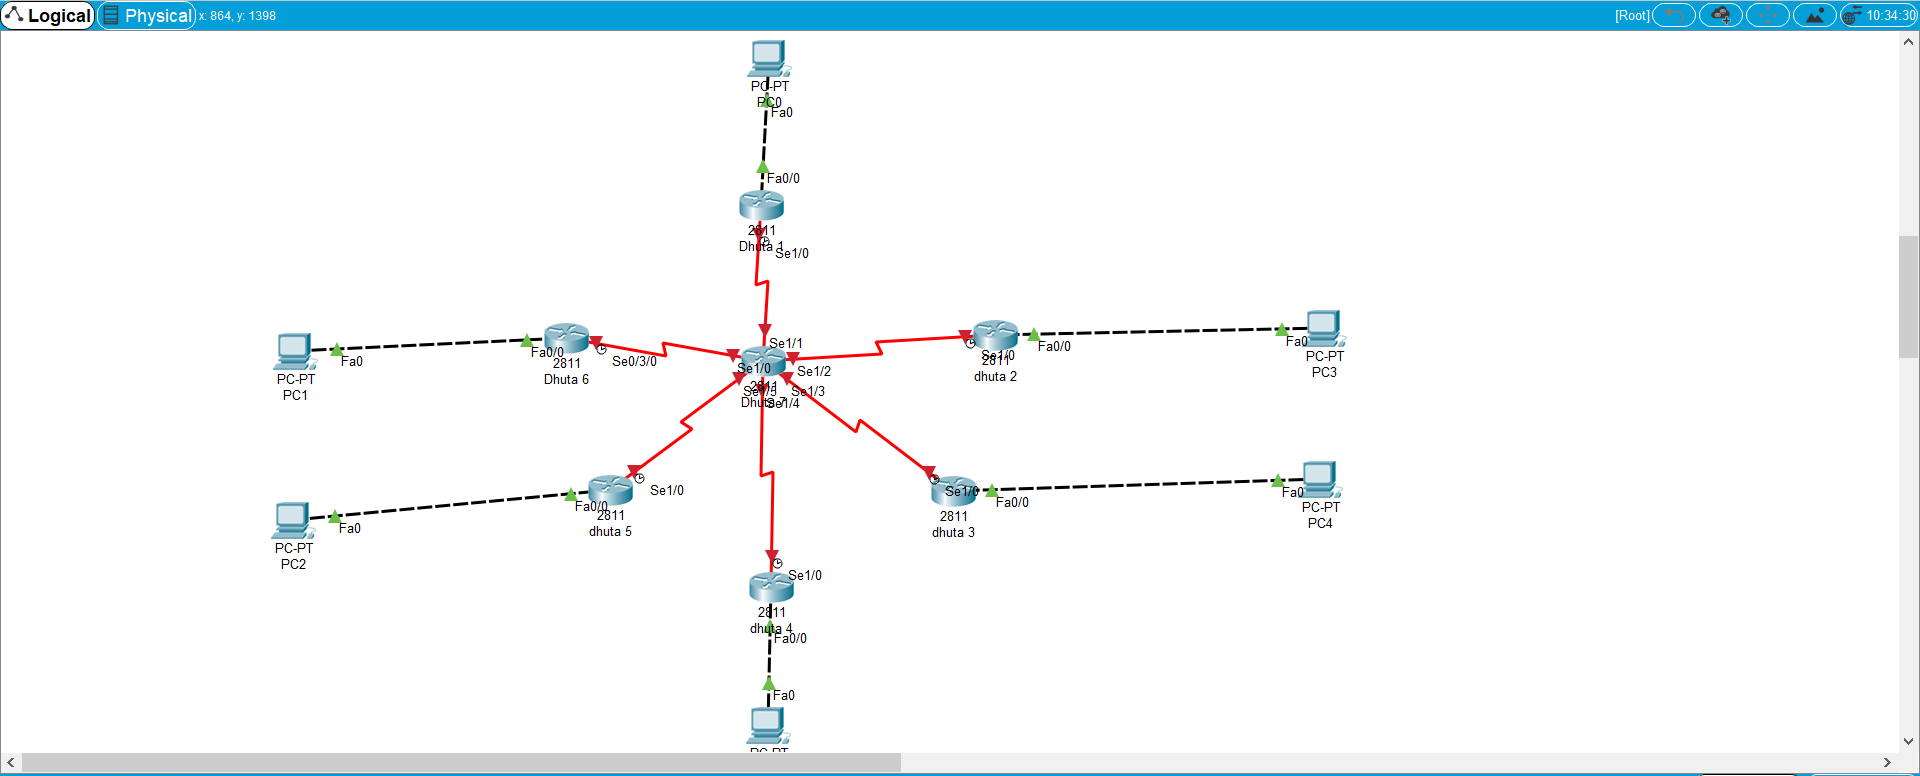 Logical
Physical
x: 864, y: 1398
[Root]
10:34:30
PC-PT
PC0
Fa0
Fa0/0
2811
Dhuta 1
Se1/0
PC-PT
PC1
Fa0
Fa0/0
2811
Dhuta 6
Se0/3/0
Se1/1
Se1/0
Se1/2
Se1/5
Se1/3
Se1/4
2811
Dhuta 7
Se1/0
2811
dhuta 2
Fa0/0
Fa0
PC-PT
PC3
PC-PT
PC2
Fa0
Fa0/0
2811
dhuta 5
Se1/0
Se1/0
2811
dhuta 3
Fa0/0
Fa0
PC-PT
PC4
Se1/0
2811
dhuta 4
Fa0/0
Fa0
PC-PT